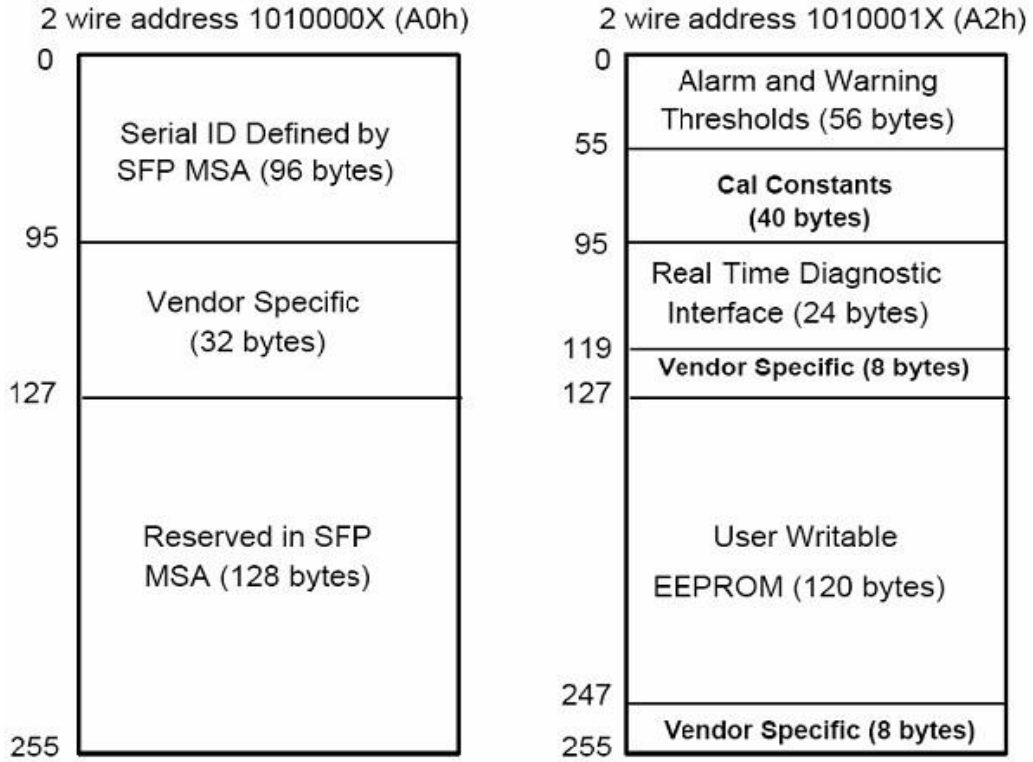 2 wire address 1010000X (A0h)
0
Serial ID Defined by
SFP MSA (96 bytes)
95
Vendor Specific
(32 bytes)
127
Reserved in SFP
MSA (128 bytes)
255
2 wire address 1010001X (A2h)
0
Alarm and Warning
Thresholds (56 bytes)
55
Cal Constants
(40 bytes)
95
Real Time Diagnostic
Interface (24 bytes)
119
Vendor Specific (8 bytes)
127
User Writable
EEPROM (120 bytes)
247
Vendor Specific (8 bytes)
255